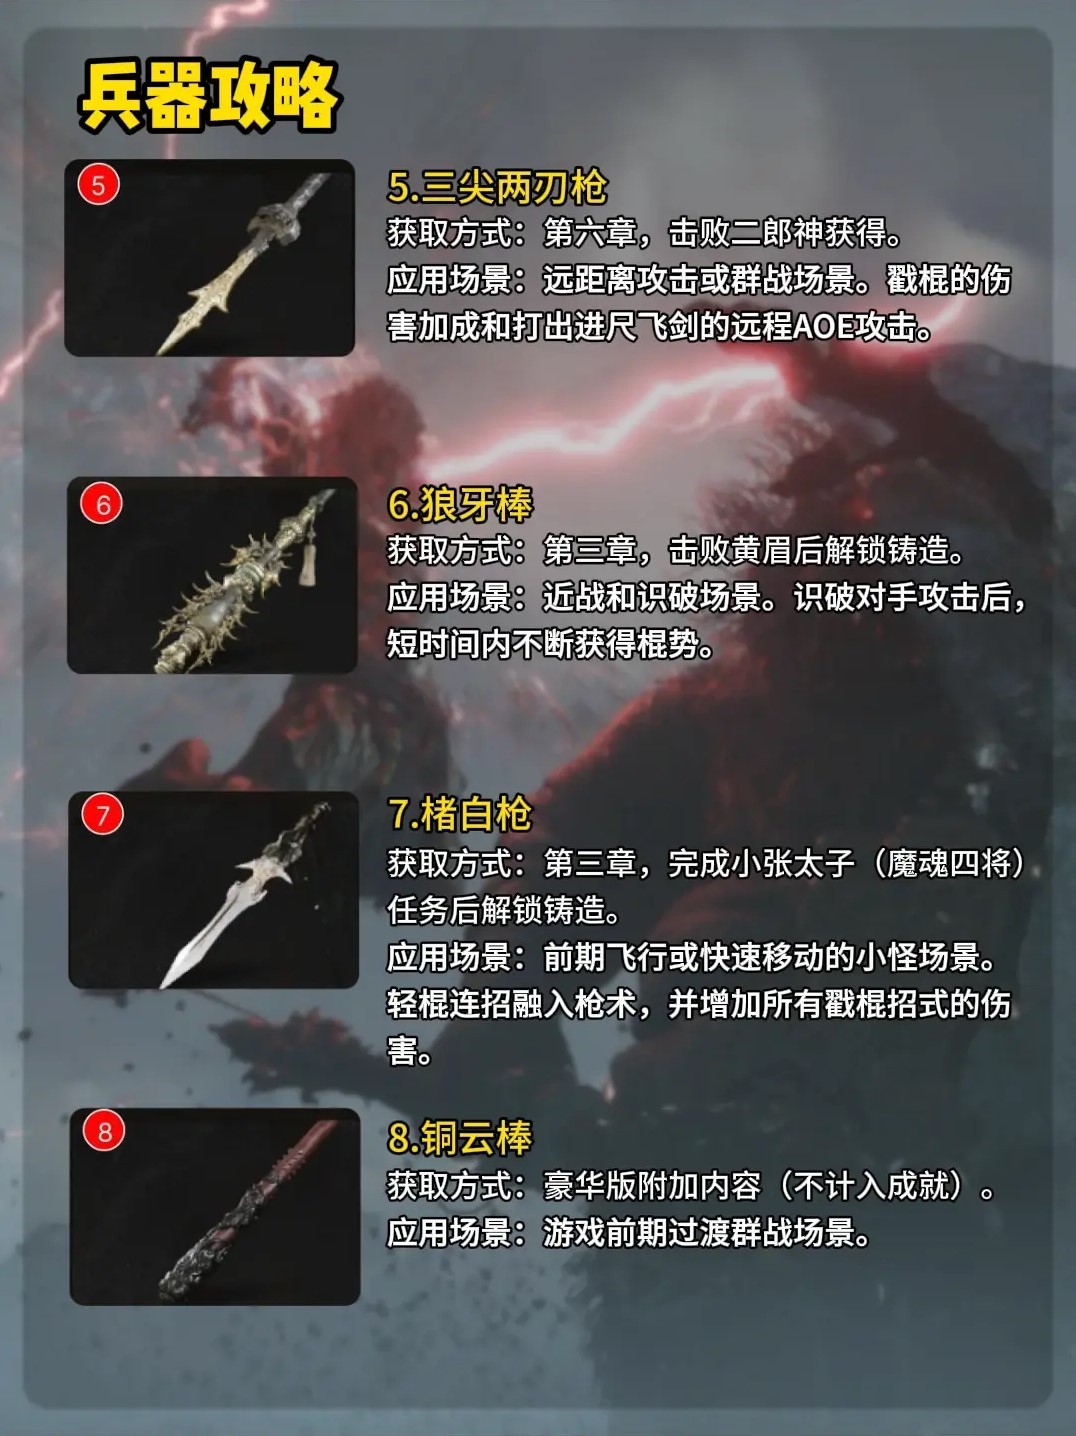 兵器攻略
5
5.三尖两刃枪
获取方式：第六章，击败二郎神获得。
应用场景：远距离攻击或群战场景。戳棍的伤
害加成和打出进尺飞剑的远程AOE攻击。
6
6.狼牙棒
获取方式：第三章，击败黄眉后解锁铸造。
应用场景：近战和识破场景。识破对手攻击后，
短时间内不断获得棍势。
7
7.楮白枪
获取方式：第三章，完成小张太子（魔魂四将）
任务后解锁铸造。
应用场景：前期飞行或快速移动的小怪场景。
轻棍连招融入枪术，并增加所有戳棍招式的伤
害。
8
8.铜云棒
获取方式：豪华版附加内容（不计入成就）。
应用场景：游戏前期过渡群战场景。